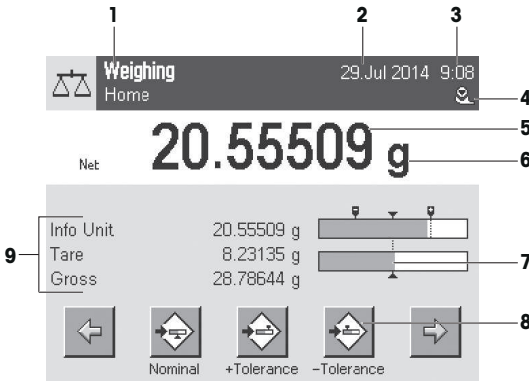 1 2 3
Weighing 29.Jul 2014 9:08
Home
4
5
Net 20.55509 g
6
Info Unit 20.55509 g
9 Tare 8.23135 g 7
Gross 28.78644 g
8
Nominal +Tolerance −Tolerance